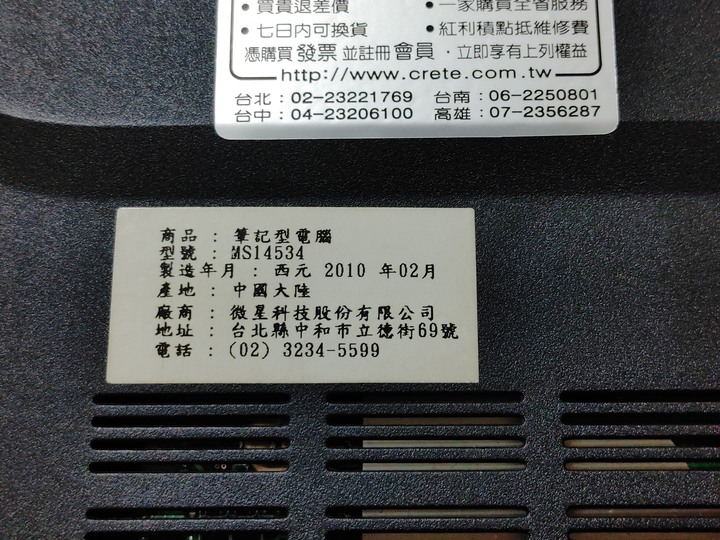 • 買貴退差價 • 一家購買全省服務
• 七日內可換貨 • 紅利積點抵維修費
憑購買發票並註冊會員，立即享有上列權益
http://www.crete.com.tw
台北：02-23221769 台南：06-2250801
台中：04-23206100 高雄：07-2356287
商品：筆記型電腦
型號：MS14534
製造年月：西元 2010 年02月
產地：中國大陸
廠商：微星科技股份有限公司
地址：台北縣中和市立德街69號
電話：(02) 3234-5599